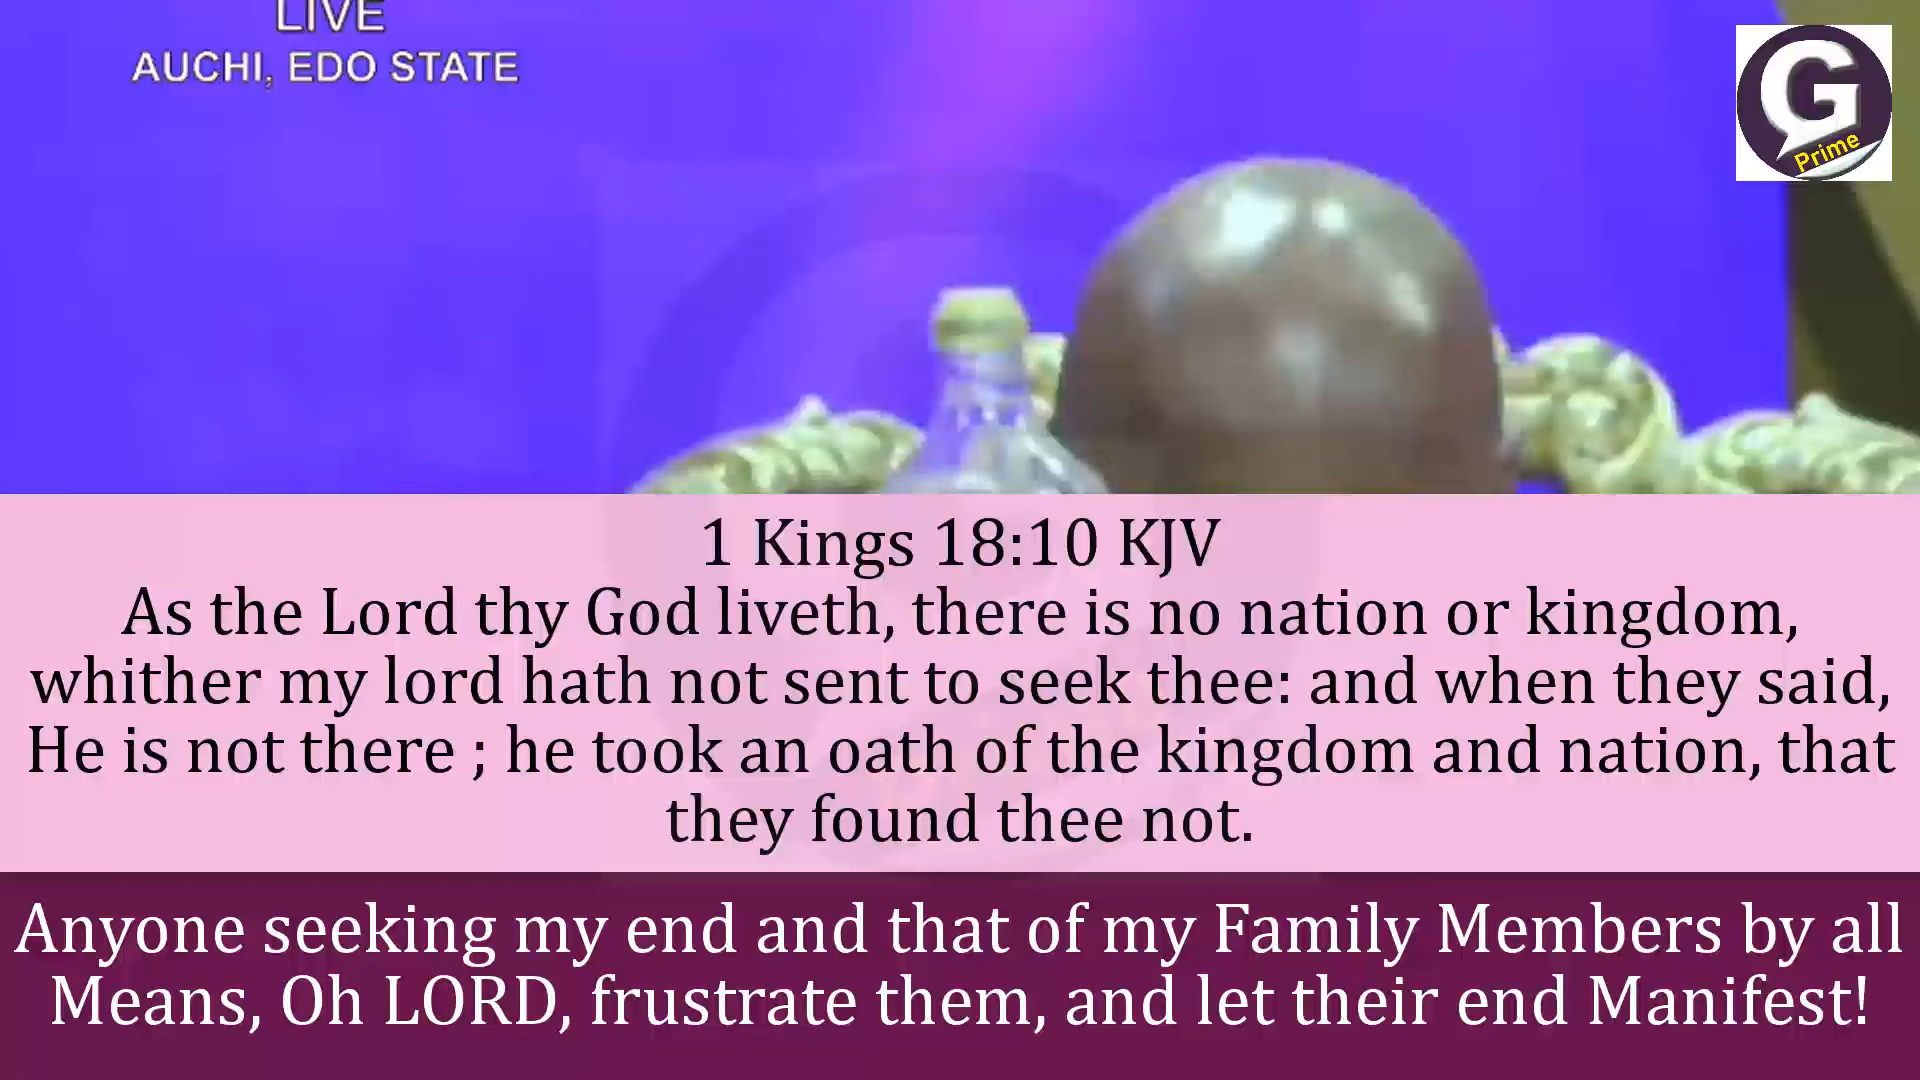 LIVE
AUCHI, EDO STATE
G
Prime
1 Kings 18:10 KJV
As the Lord thy God liveth, there is no nation or kingdom,
whither my lord hath not sent to seek thee: and when they said,
He is not there ; he took an oath of the kingdom and nation, that
they found thee not.
Anyone seeking my end and that of my Family Members by all
Means, Oh LORD, frustrate them, and let their end Manifest!